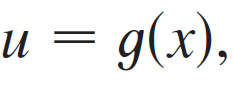 u = g(x),